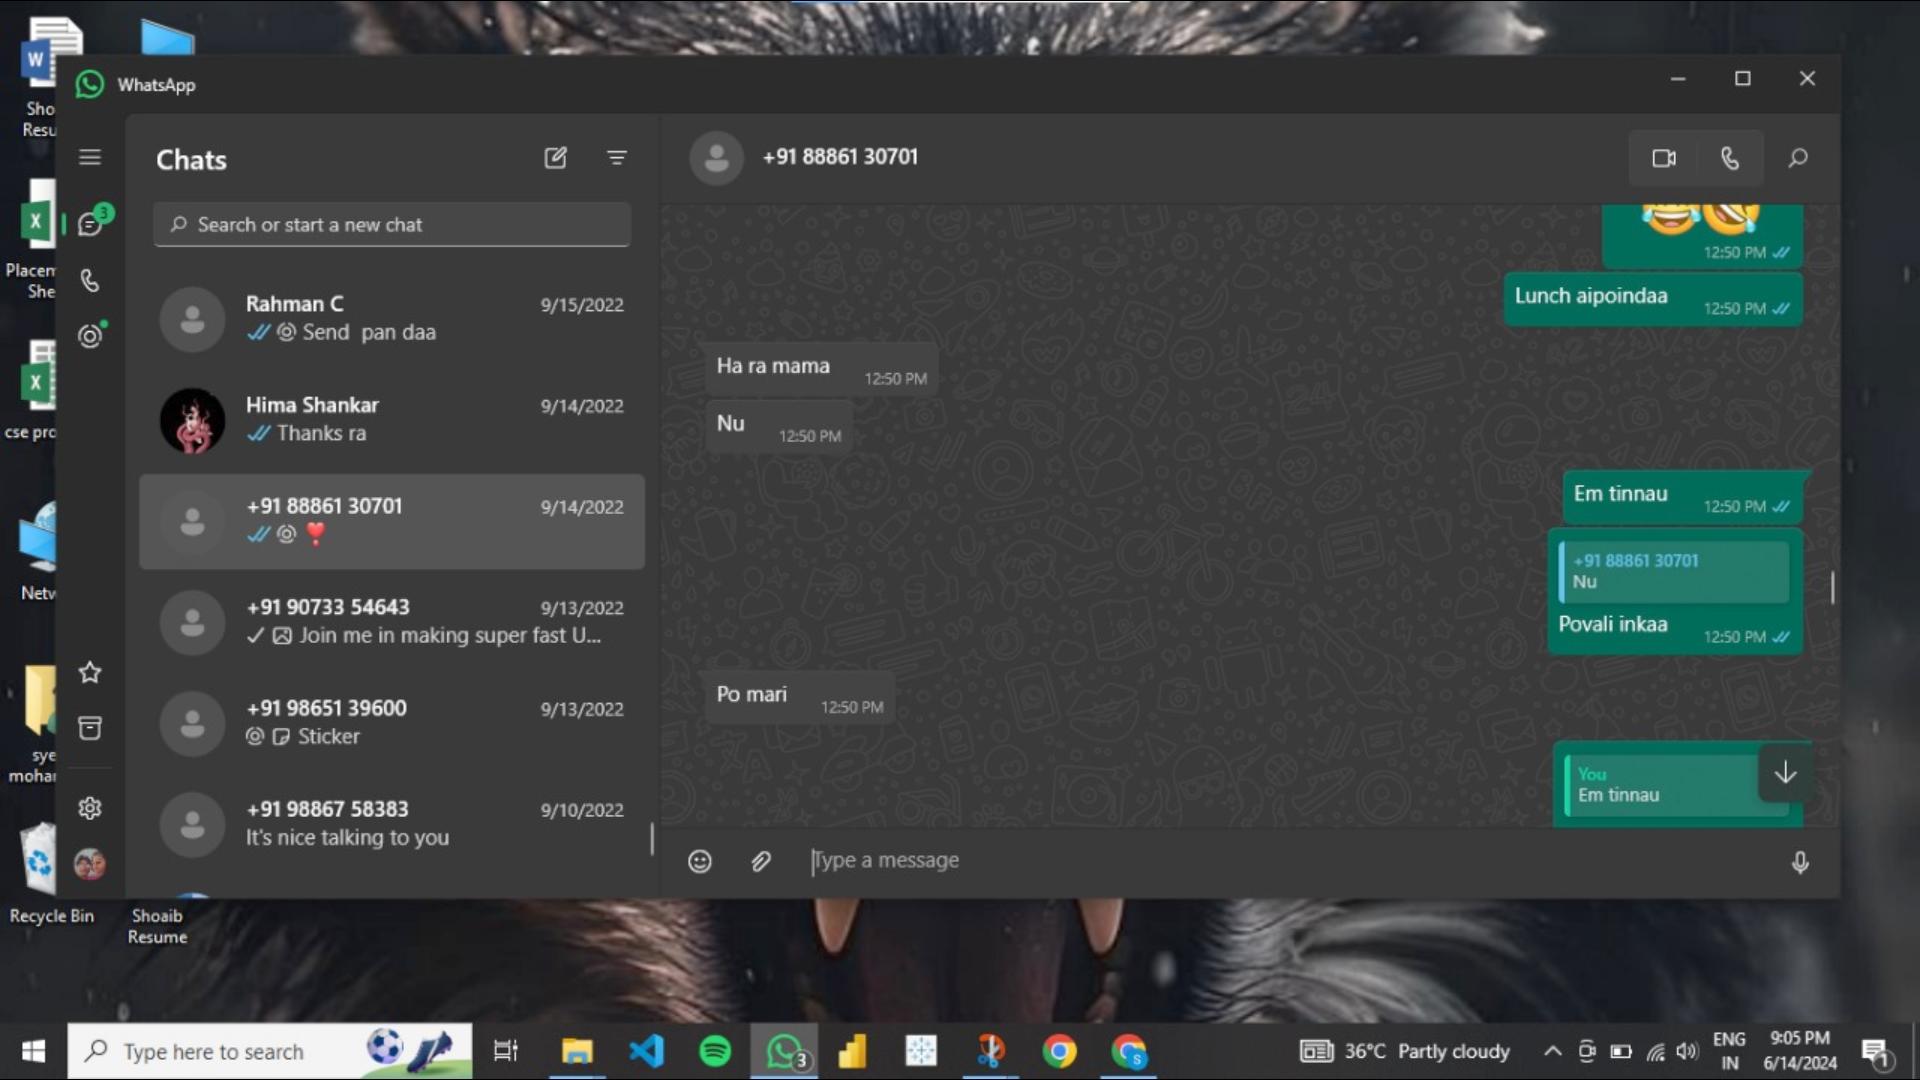 Sho
Resu
Placem
She
cse pro
Netw
sye
mohar
Recycle Bin
Shoaib
Resume
WhatsApp
3
Chats
Search or start a new chat
Rahman C
9/15/2022
Send pan daa
Hima Shankar
9/14/2022
Thanks ra
+91 88861 30701
9/14/2022
+91 90733 54643
9/13/2022
Join me in making super fast U...
+91 98651 39600
9/13/2022
Sticker
+91 98867 58383
9/10/2022
It's nice talking to you
+91 88861 30701
12:50 PM
Lunch aipoindaa
12:50 PM
Ha ra mama
12:50 PM
Nu
12:50 PM
Em tinnau
12:50 PM
+91 88861 30701
Nu
Povali inkaa
12:50 PM
Po mari
12:50 PM
You
Em tinnau
Type a message
Type here to search
3
S
36°C Partly cloudy
ENG
IN
9:05 PM
6/14/2024
1